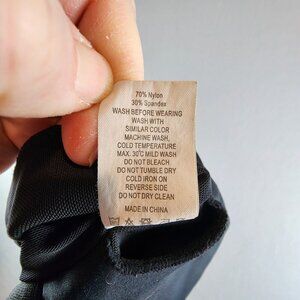 70% Nylon
30% Spandex
WASH BEFORE WEARING
WASH WITH
SIMILAR COLOR
MACHINE WASH,
COLD TEMPERATURE
MAX. 30℃ MILD WASH
DO NOT BLEACH.
DO NOT TUMBLE DRY
COLD IRON ON
REVERSE SIDE
DO NOT DRY CLEAN
MADE IN CHINA